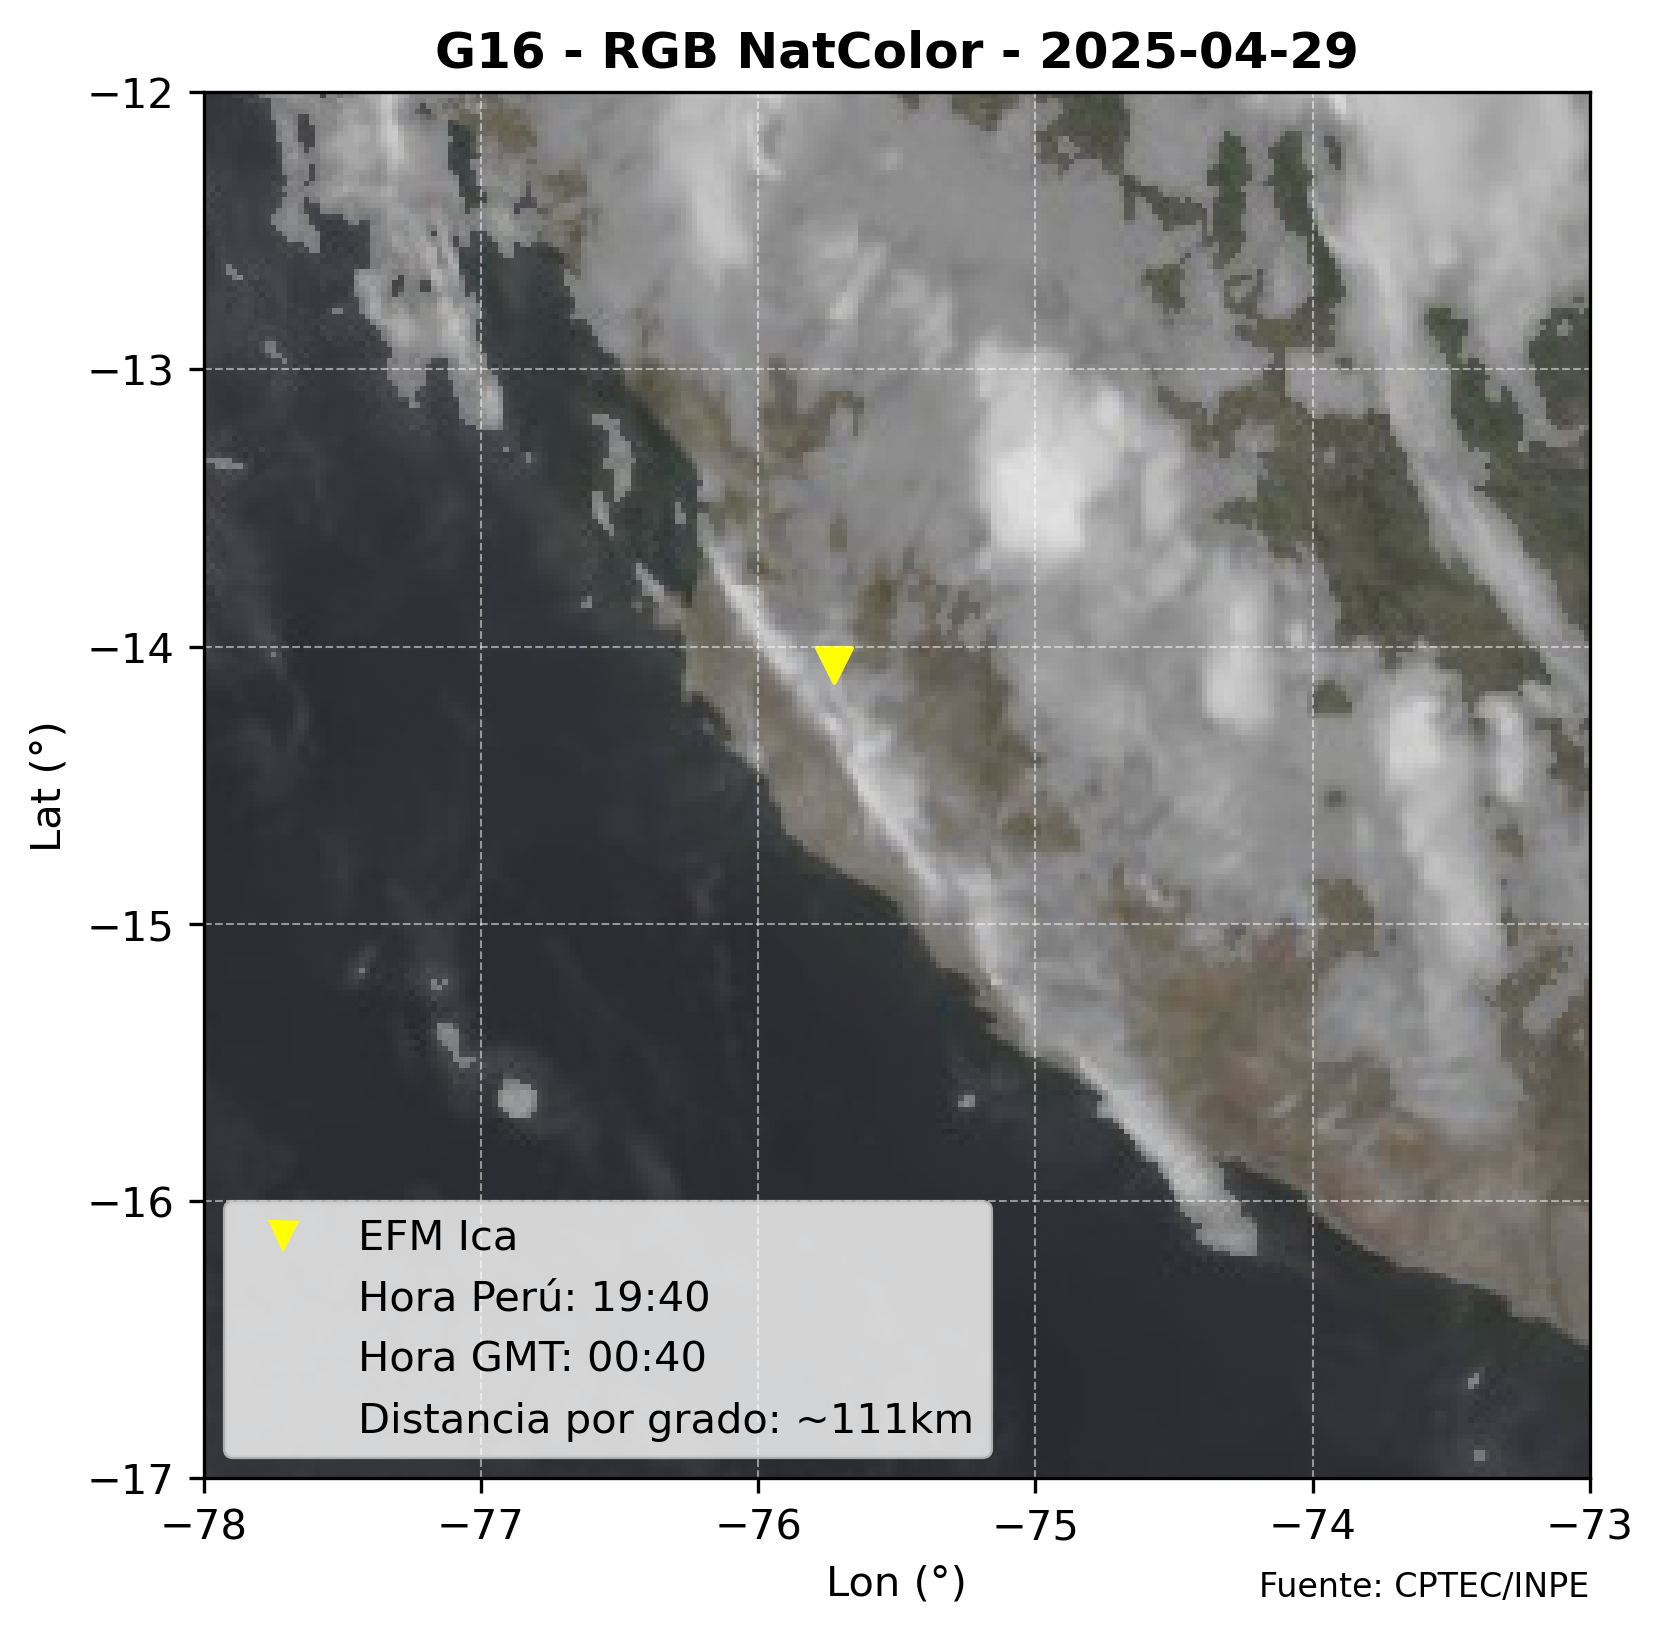 G16 - RGB NatColor - 2025-04-29
−12
−13
−14
−15
−16
−17
Lat (°)
EFM Ica
Hora Perú: 19:40
Hora GMT: 00:40
Distancia por grado: ~111km
−78 −77 −76 −75 −74 −73
Lon (°)
Fuente: CPTEC/INPE